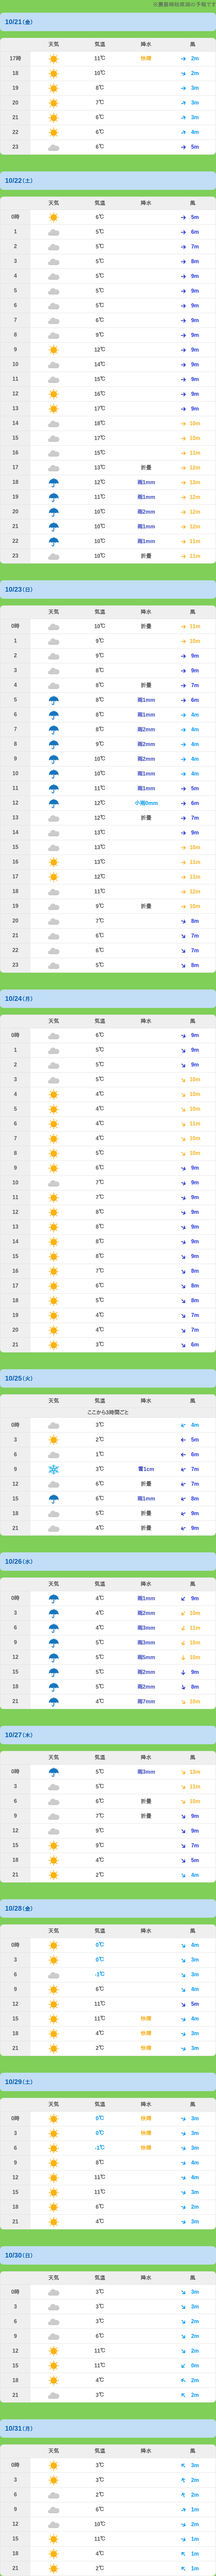 ※裏磐梯桧原湖の予報です
10/21(金)
天気 気温 降水 風
17時 11℃ 快晴 2m
18 10℃ 2m
19 8℃ 3m
20 7℃ 3m
21 6℃ 3m
22 6℃ 4m
23 6℃ 5m
10/22(土)
天気 気温 降水 風
0時 6℃ 5m
1 5℃ 6m
2 5℃ 7m
3 5℃ 8m
4 5℃ 9m
5 5℃ 9m
6 5℃ 9m
7 6℃ 9m
8 9℃ 9m
9 12℃ 9m
10 14℃ 9m
11 15℃ 9m
12 16℃ 9m
13 17℃ 9m
14 18℃ 10m
15 17℃ 10m
16 15℃ 11m
17 13℃ 折畳 12m
18 12℃ 雨1mm 13m
19 11℃ 雨1mm 12m
20 10℃ 雨2mm 12m
21 10℃ 雨1mm 12m
22 10℃ 雨1mm 11m
23 10℃ 折畳 11m
10/23(日)
天気 気温 降水 風
0時 10℃ 折畳 11m
1 9℃ 10m
2 9℃ 9m
3 8℃ 9m
4 8℃ 折畳 7m
5 8℃ 雨1mm 6m
6 8℃ 雨1mm 4m
7 8℃ 雨2mm 4m
8 9℃ 雨2mm 4m
9 10℃ 雨2mm 4m
10 10℃ 雨1mm 4m
11 11℃ 雨1mm 5m
12 12℃ 小雨0mm 6m
13 12℃ 折畳 7m
14 13℃ 9m
15 13℃ 10m
16 13℃ 11m
17 12℃ 11m
18 11℃ 12m
19 9℃ 折畳 10m
20 7℃ 8m
21 6℃ 7m
22 6℃ 7m
23 5℃ 8m
10/24(月)
天気 気温 降水 風
0時 6℃ 9m
1 5℃ 9m
2 5℃ 9m
3 5℃ 10m
4 4℃ 10m
5 4℃ 10m
6 4℃ 11m
7 4℃ 10m
8 5℃ 10m
9 6℃ 9m
10 7℃ 9m
11 7℃ 9m
12 8℃ 9m
13 8℃ 9m
14 8℃ 9m
15 8℃ 9m
16 7℃ 8m
17 6℃ 8m
18 5℃ 8m
19 4℃ 7m
20 4℃ 7m
21 3℃ 6m
10/25(火)
天気 気温 降水 風
ここから3時間ごと
0時 3℃ 4m
3 2℃ 5m
6 1℃ 6m
9 3℃ 雪1cm 7m
12 6℃ 折畳 7m
15 6℃ 雨1mm 8m
18 5℃ 折畳 9m
21 4℃ 折畳 9m
10/26(水)
天気 気温 降水 風
0時 4℃ 雨1mm 9m
3 4℃ 雨2mm 10m
6 4℃ 雨3mm 11m
9 5℃ 雨3mm 10m
12 5℃ 雨5mm 10m
15 5℃ 雨2mm 9m
18 5℃ 雨2mm 8m
21 4℃ 雨7mm 10m
10/27(木)
天気 気温 降水 風
0時 5℃ 雨3mm 13m
3 5℃ 11m
6 6℃ 折畳 10m
9 7℃ 折畳 9m
12 9℃ 9m
15 9℃ 7m
18 4℃ 5m
21 2℃ 4m
10/28(金)
天気 気温 降水 風
0時 0℃ 4m
3 0℃ 3m
6 -1℃ 3m
9 6℃ 4m
12 11℃ 5m
15 11℃ 快晴 4m
18 4℃ 快晴 3m
21 2℃ 快晴 3m
10/29(土)
天気 気温 降水 風
0時 0℃ 快晴 3m
3 0℃ 快晴 3m
6 -1℃ 快晴 3m
9 8℃ 4m
12 11℃ 4m
15 11℃ 3m
18 6℃ 2m
21 4℃ 3m
10/30(日)
天気 気温 降水 風
0時 3℃ 3m
3 3℃ 3m
6 3℃ 2m
9 6℃ 2m
12 11℃ 2m
15 11℃ 0m
18 4℃ 2m
21 3℃ 2m
10/31(月)
天気 気温 降水 風
0時 3℃ 3m
3 3℃ 2m
6 2℃ 2m
9 6℃ 1m
12 10℃ 2m
15 11℃ 1m
18 4℃ 1m
21 2℃ 1m